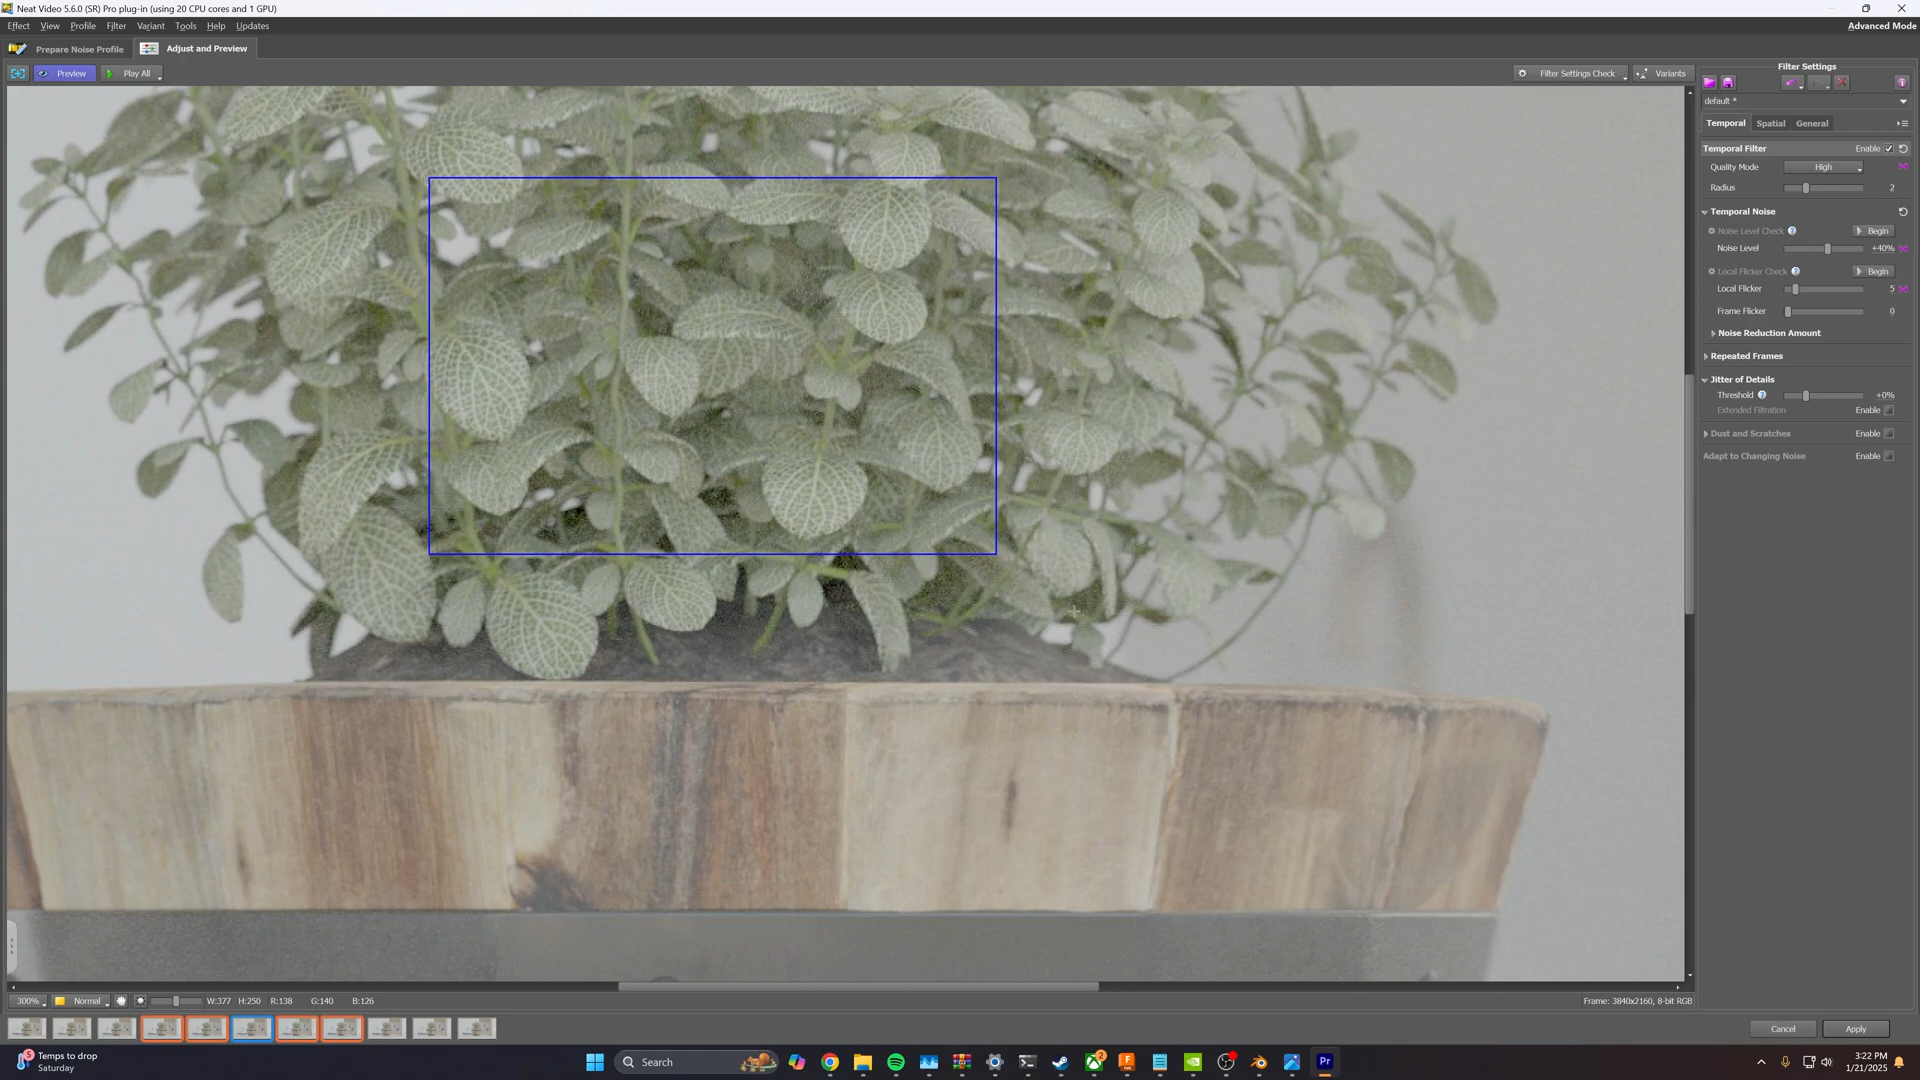 Neat Video 5.6.0 (SR) Pro plug-in (using 20 CPU cores and 1 GPU)
Effect View Profile Filter Variant Tools Help Updates
Advanced Mode
Prepare Noise Profile Adjust and Preview
Preview Play All Filter Settings Check Variants
Filter Settings
default *
Temporal Spatial General
Temporal Filter Enable
Quality Mode High
Radius 2
Temporal Noise
Noise Level Check ? Begin
Noise Level +40%
Local Flicker Check ? Begin
Local Flicker 5
Frame Flicker 0
Noise Reduction Amount
Repeated Frames
Jitter of Details
Threshold ? +0%
Extended Filtration Enable
Dust and Scratches Enable
Adapt to Changing Noise Enable
300% Normal W:377 H:250 R:138 G:140 B:126
Frame: 3840x2160, 8-bit RGB
Cancel Apply
5 Temps to drop
Saturday
Search
2
Pr
3:22 PM
1/21/2025